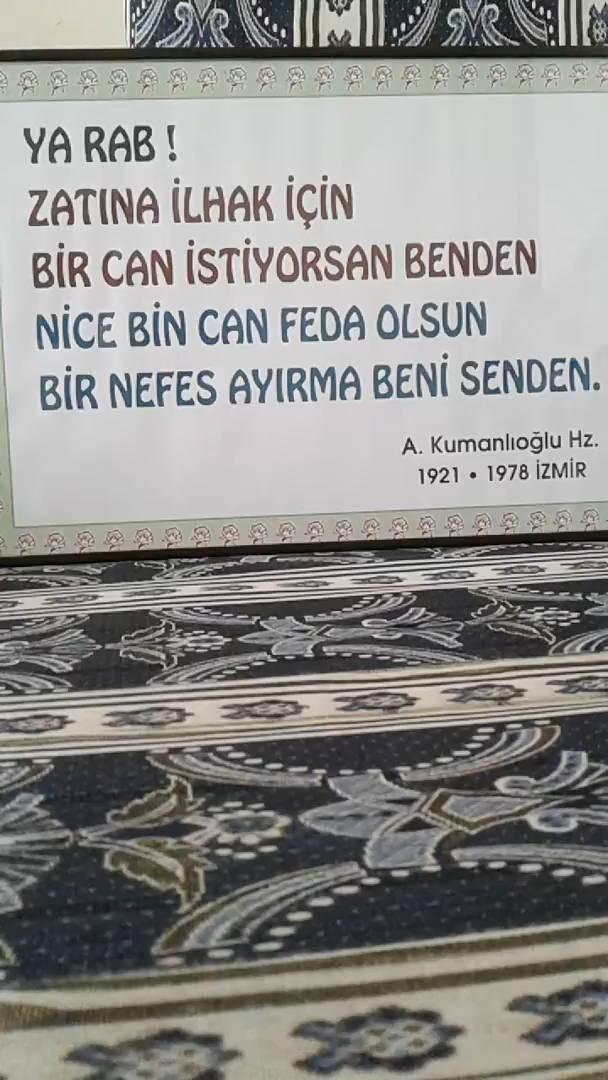 YA RAB !
ZATINA İLHAK İÇİN
BİR CAN İSTİYORSAN BENDEN
NİCE BİN CAN FEDA OLSUN
BİR NEFES AYIRMA BENİ SENDEN.
A. Kumanlıoğlu Hz.
1921 • 1978 İZMİR